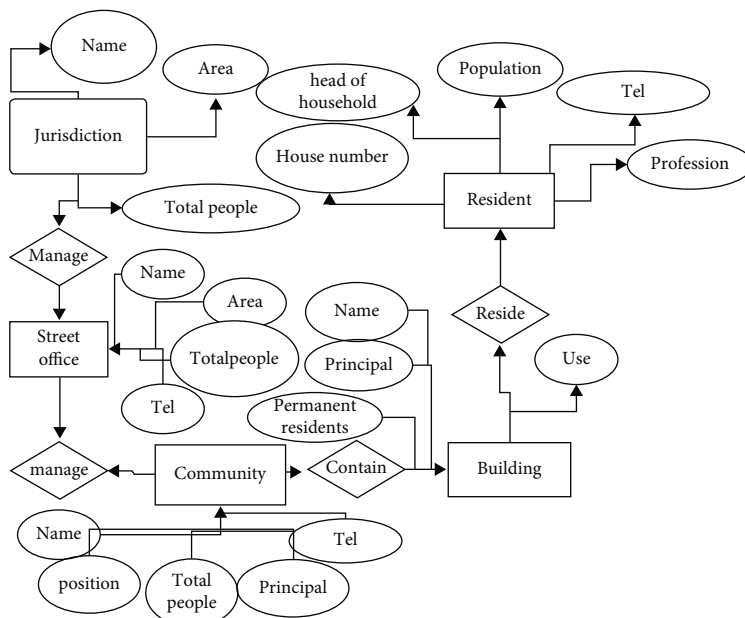 Name
Area
head of
household
Population
Tel
Jurisdiction
House number
Profession
Resident
Total people
Manage
Name
Area
Name
Reside
Street
office
Totalpeople
Principal
Use
Tel
Permanent
residents
manage
Community
Contain
Building
Name
Tel
position
Total
people
Principal